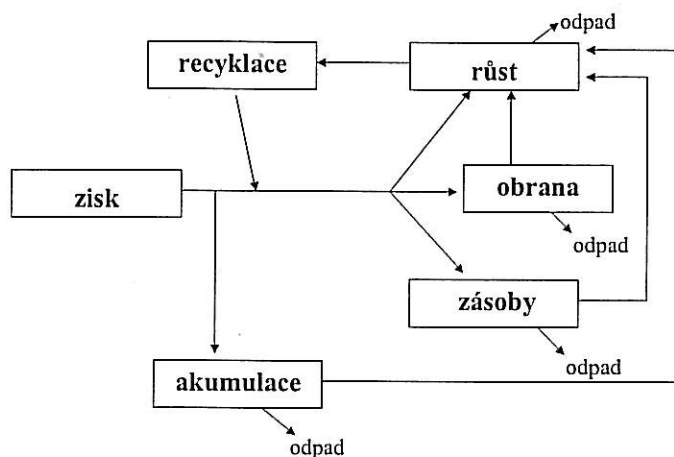 odpad
recyklace
růst
zisk
obrana
odpad
zásoby
odpad
akumulace
odpad